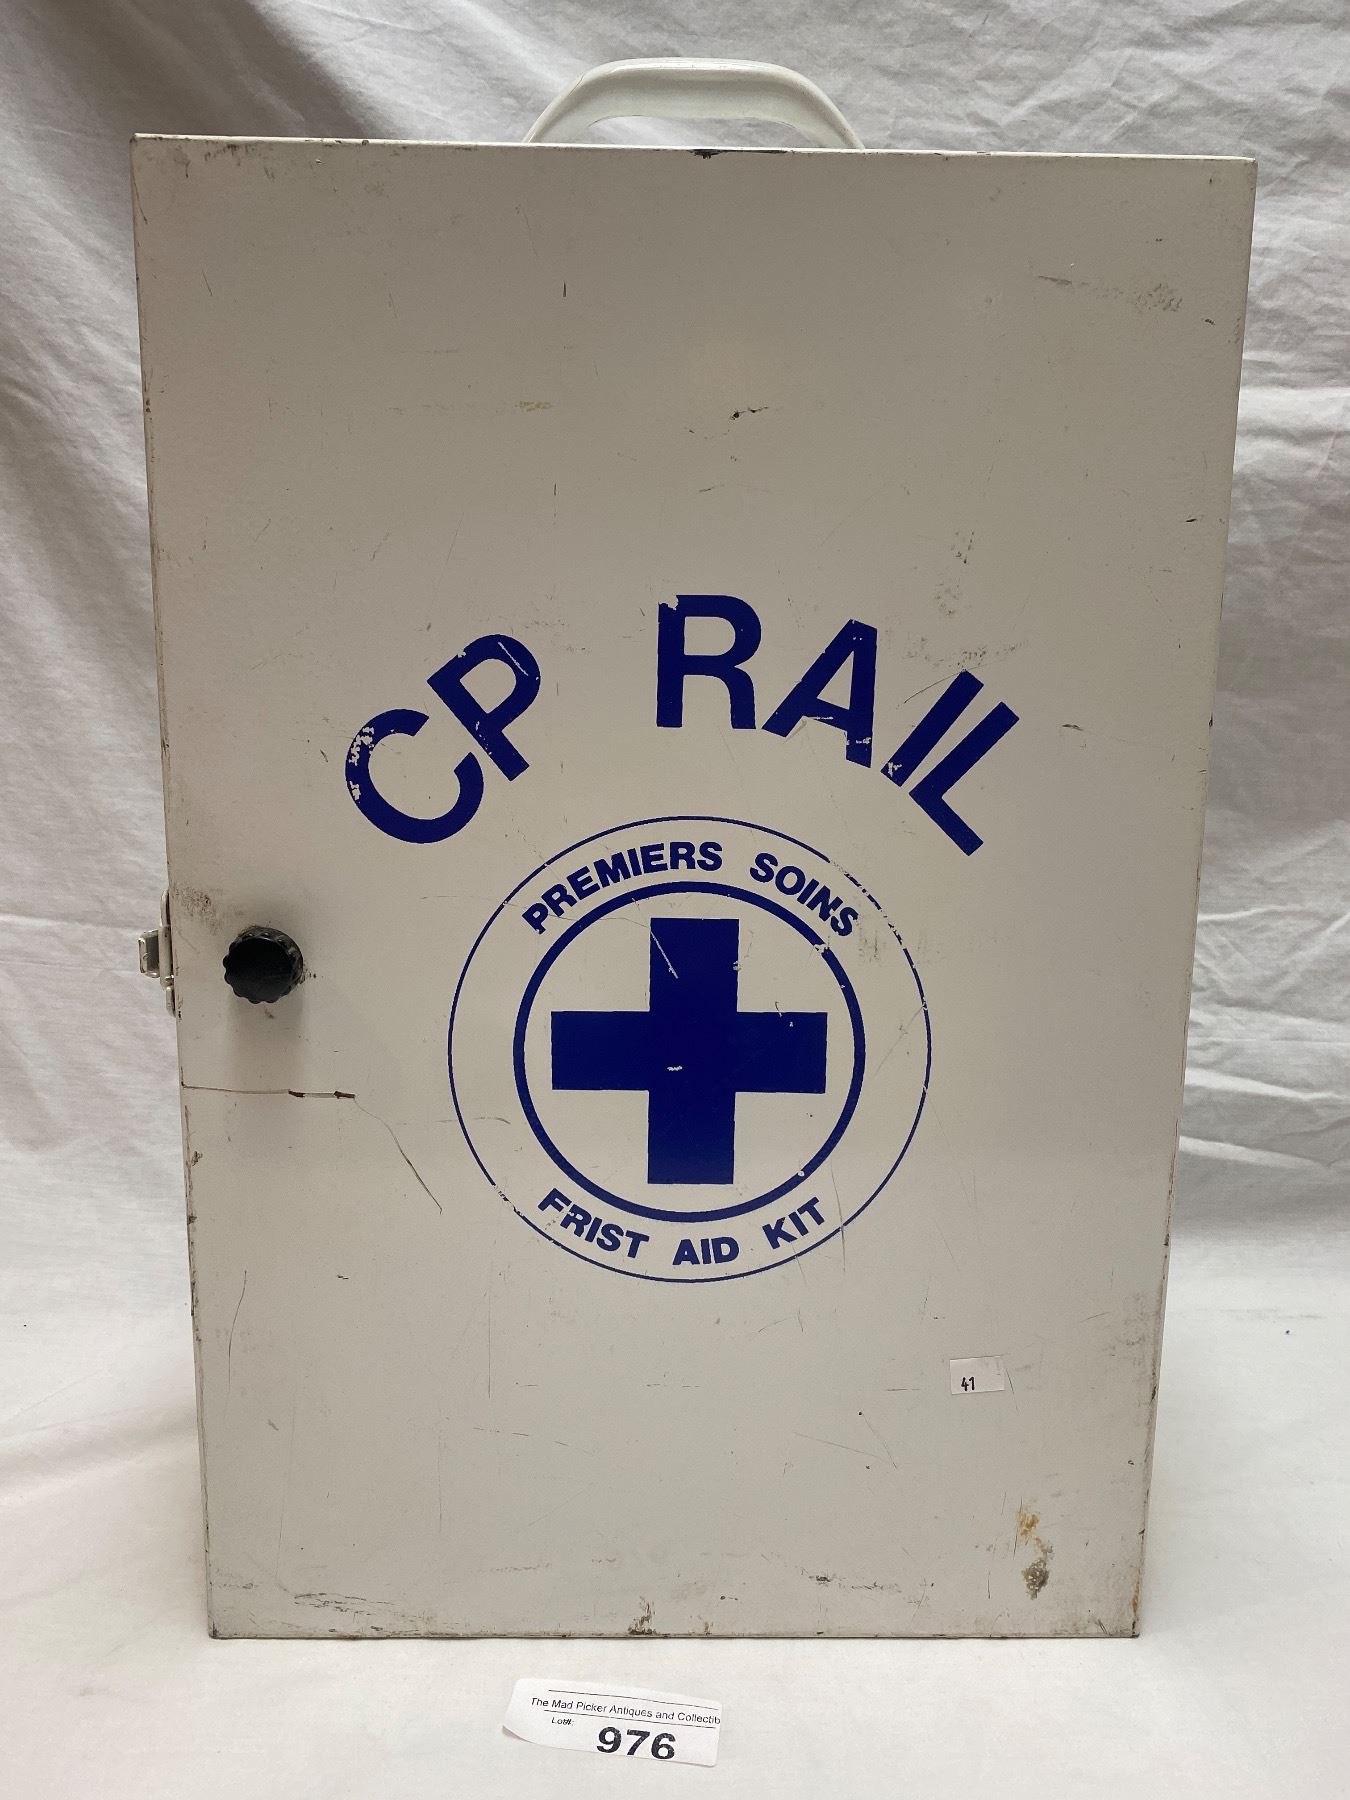 CP RAIL
PREMIERS SOINS
FRIST AID KIT
41
The Mad Picker Antiques and Collectib
Lot#:
976